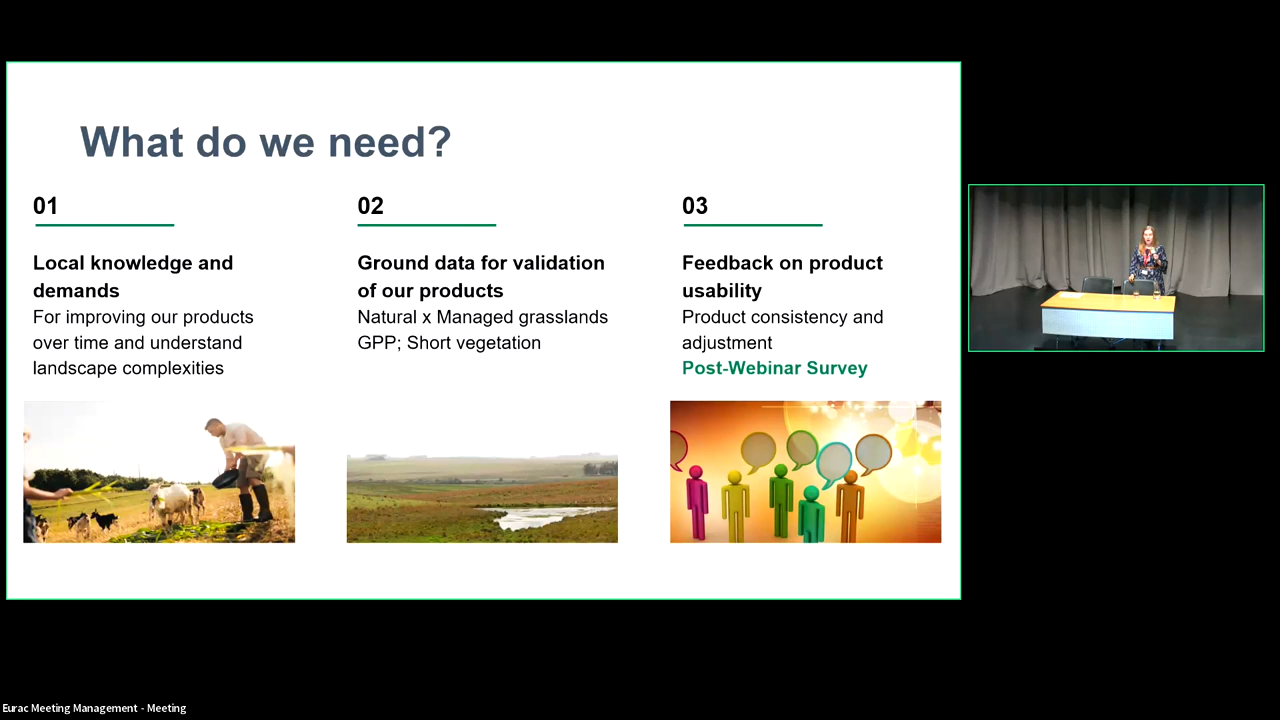 What do we need?
01
Local knowledge and
demands
For improving our products
over time and understand
landscape complexities
02
Ground data for validation
of our products
Natural x Managed grasslands
GPP; Short vegetation
03
Feedback on product
usability
Product consistency and
adjustment
Post-Webinar Survey
Eurac Meeting Management - Meeting